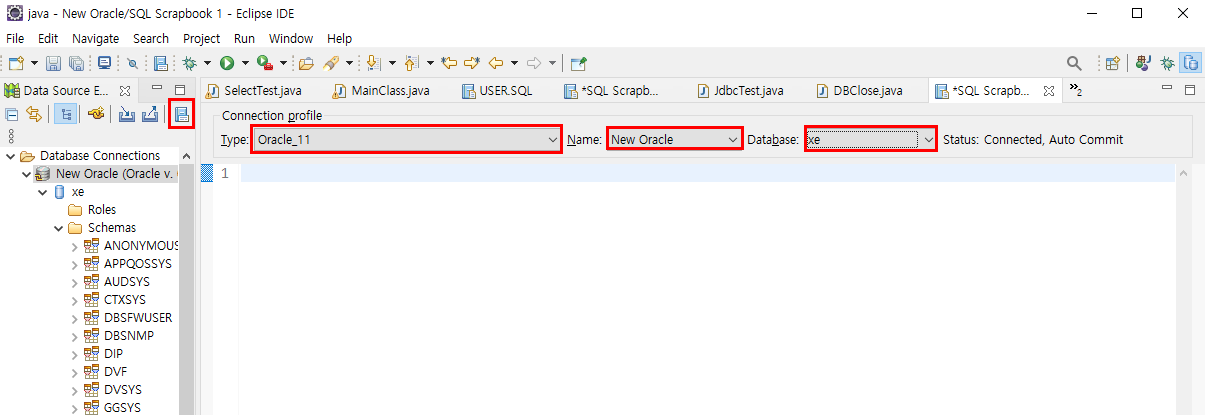 java - New Oracle/SQL Scrapbook 1 - Eclipse IDE
File Edit Navigate Search Project Run Window Help
Data Source E...
SelectTest.java MainClass.java USER.SQL *SQL Scrapb... JdbcTest.java DBClose.java *SQL Scrapb... »2
Connection profile
Type: Oracle_11 Name: New Oracle Database: xe Status: Connected, Auto Commit
Database Connections
New Oracle (Oracle v.
1
xe
Roles
Schemas
ANONYMOUS
APPQOSSYS
AUDSYS
CTXSYS
DBSFWUSER
DBSNMP
DIP
DVF
DVSYS
GGSYS